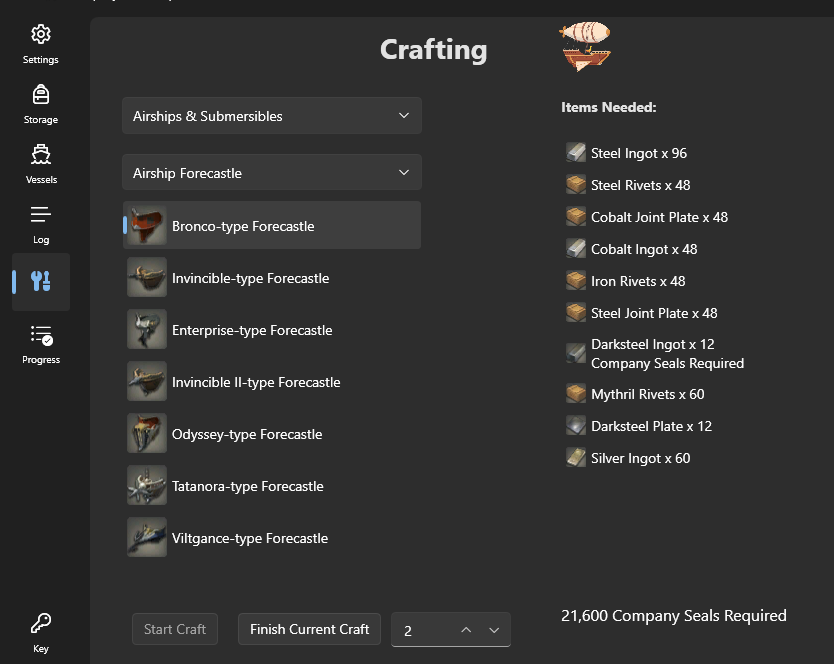 Crafting
Settings
Storage
Vessels
Log
Progress
Key
Airships & Submersibles
Airship Forecastle
Bronco-type Forecastle
Invincible-type Forecastle
Enterprise-type Forecastle
Invincible II-type Forecastle
Odyssey-type Forecastle
Tatanora-type Forecastle
Viltgance-type Forecastle
Start Craft
Finish Current Craft
2
Items Needed:
Steel Ingot x 96
Steel Rivets x 48
Cobalt Joint Plate x 48
Cobalt Ingot x 48
Iron Rivets x 48
Steel Joint Plate x 48
Darksteel Ingot x 12
Company Seals Required
Mythril Rivets x 60
Darksteel Plate x 12
Silver Ingot x 60
21,600 Company Seals Required